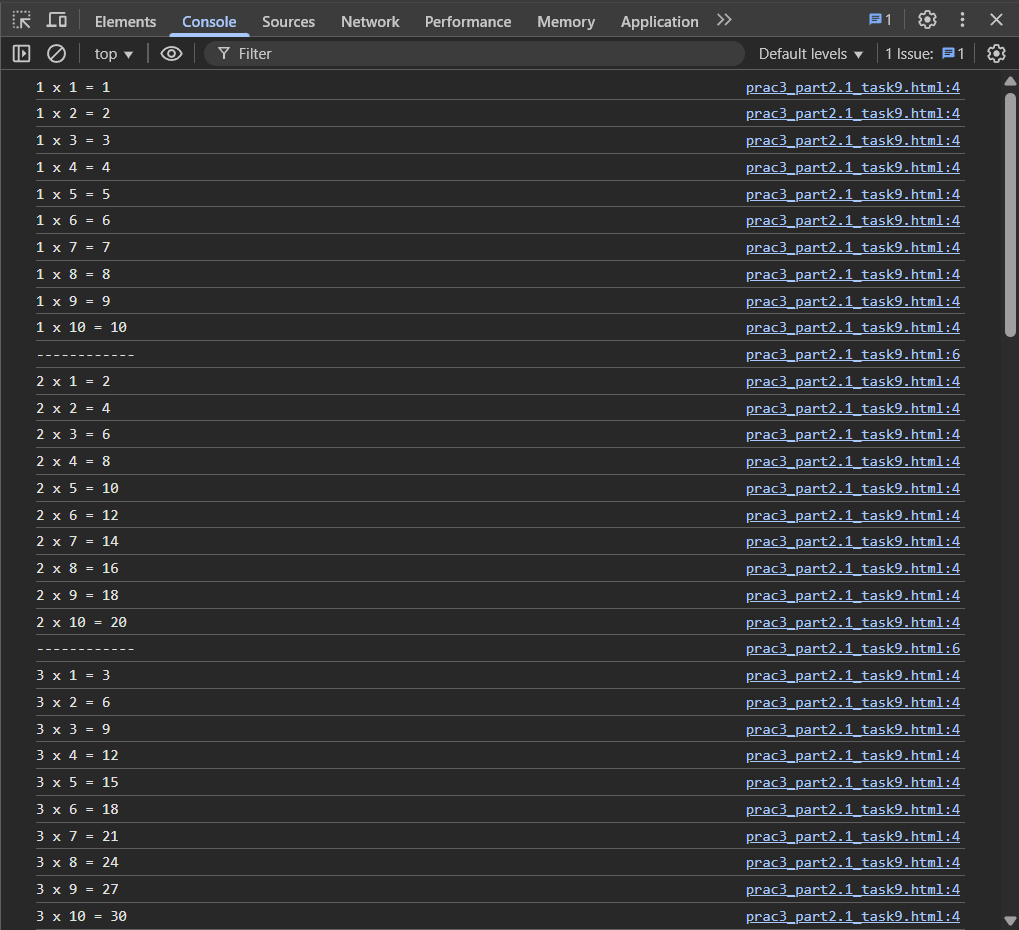 Elements Console Sources Network Performance Memory Application 1
top Filter Default levels 1 Issue: 1
1 x 1 = 1 prac3_part2.1_task9.html:4
1 x 2 = 2 prac3_part2.1_task9.html:4
1 x 3 = 3 prac3_part2.1_task9.html:4
1 x 4 = 4 prac3_part2.1_task9.html:4
1 x 5 = 5 prac3_part2.1_task9.html:4
1 x 6 = 6 prac3_part2.1_task9.html:4
1 x 7 = 7 prac3_part2.1_task9.html:4
1 x 8 = 8 prac3_part2.1_task9.html:4
1 x 9 = 9 prac3_part2.1_task9.html:4
1 x 10 = 10 prac3_part2.1_task9.html:4
------------ prac3_part2.1_task9.html:6
2 x 1 = 2 prac3_part2.1_task9.html:4
2 x 2 = 4 prac3_part2.1_task9.html:4
2 x 3 = 6 prac3_part2.1_task9.html:4
2 x 4 = 8 prac3_part2.1_task9.html:4
2 x 5 = 10 prac3_part2.1_task9.html:4
2 x 6 = 12 prac3_part2.1_task9.html:4
2 x 7 = 14 prac3_part2.1_task9.html:4
2 x 8 = 16 prac3_part2.1_task9.html:4
2 x 9 = 18 prac3_part2.1_task9.html:4
2 x 10 = 20 prac3_part2.1_task9.html:4
------------ prac3_part2.1_task9.html:6
3 x 1 = 3 prac3_part2.1_task9.html:4
3 x 2 = 6 prac3_part2.1_task9.html:4
3 x 3 = 9 prac3_part2.1_task9.html:4
3 x 4 = 12 prac3_part2.1_task9.html:4
3 x 5 = 15 prac3_part2.1_task9.html:4
3 x 6 = 18 prac3_part2.1_task9.html:4
3 x 7 = 21 prac3_part2.1_task9.html:4
3 x 8 = 24 prac3_part2.1_task9.html:4
3 x 9 = 27 prac3_part2.1_task9.html:4
3 x 10 = 30 prac3_part2.1_task9.html:4